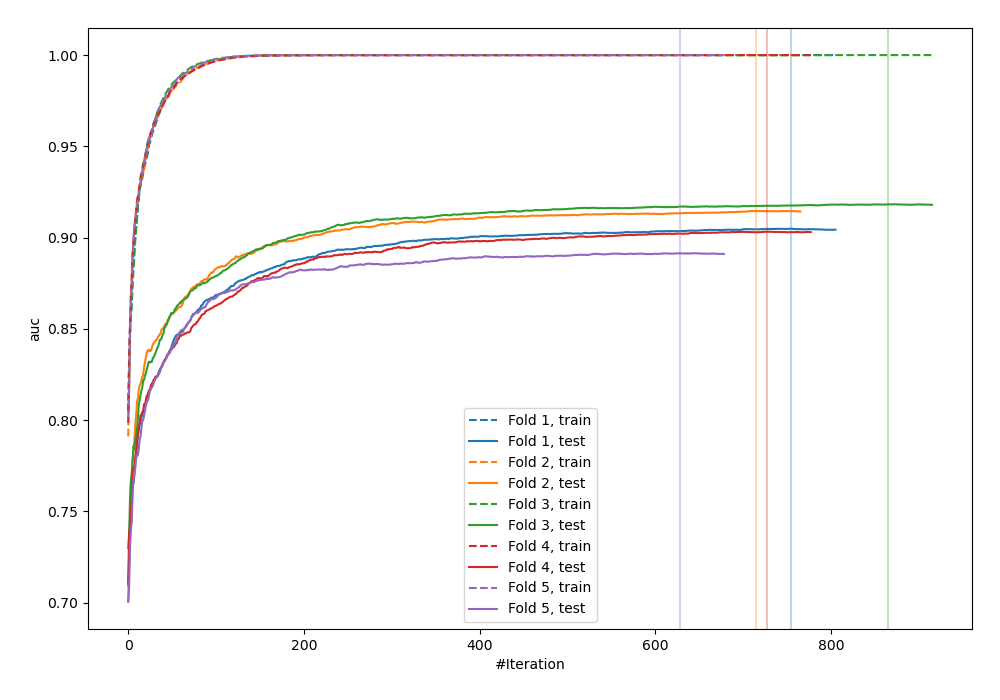 1.00
0.95
0.90
0.85
0.80
0.75
0.70
auc
0
200
400
600
800
#Iteration
Fold 1, train
Fold 1, test
Fold 2, train
Fold 2, test
Fold 3, train
Fold 3, test
Fold 4, train
Fold 4, test
Fold 5, train
Fold 5, test